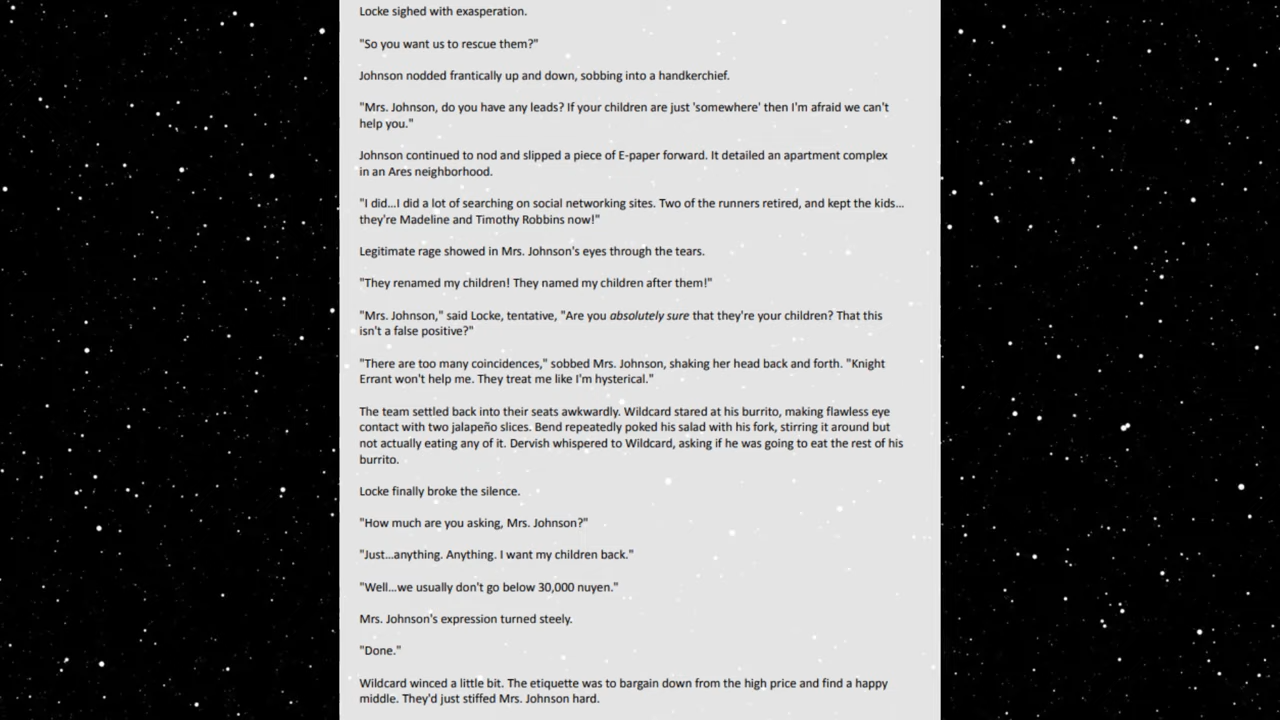 Locke sighed with exasperation.
"So you want us to rescue them?"
Johnson nodded frantically up and down, sobbing into a handkerchief.
"Mrs. Johnson, do you have any leads? If your children are just 'somewhere' then I'm afraid we can't
help you."
Johnson continued to nod and slipped a piece of E-paper forward. It detailed an apartment complex
in an Ares neighborhood.
"I did...I did a lot of searching on social networking sites. Two of the runners retired, and kept the kids...
they're Madeline and Timothy Robbins now!"
Legitimate rage showed in Mrs. Johnson's eyes through the tears.
"They renamed my children! They named my children after them!"
"Mrs. Johnson," said Locke, tentative, "Are you absolutely sure that they're your children? That this
isn't a false positive?"
"There are too many coincidences," sobbed Mrs. Johnson, shaking her head back and forth. "Knight
Errant won't help me. They treat me like I'm hysterical."
The team settled back into their seats awkwardly. Wildcard stared at his burrito, making flawless eye
contact with two jalapeño slices. Bend repeatedly poked his salad with his fork, stirring it around but
not actually eating any of it. Dervish whispered to Wildcard, asking if he was going to eat the rest of his
burrito.
Locke finally broke the silence.
"How much are you asking, Mrs. Johnson?"
"Just...anything. Anything. I want my children back."
"Well...we usually don't go below 30,000 nuyen."
Mrs. Johnson's expression turned steely.
"Done."
Wildcard winced a little bit. The etiquette was to bargain down from the high price and find a happy
middle. They'd just stiffed Mrs. Johnson hard.